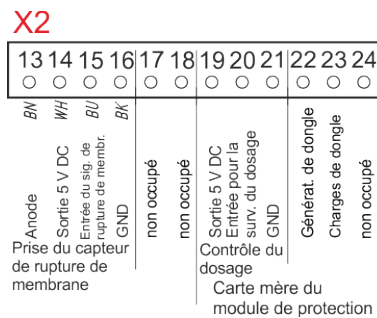 X2
13 14 15 16 17 18 19 20 21 22 23 24
BN
WH
BU
BK
Anode
Sortie 5 V DC
Entrée du sig. de
rupture de membr.
GND
non occupé
non occupé
Sortie 5 V DC
Entrée pour la
surv. du dosage
GND
Générat. de dongle
Charges de dongle
non occupé
Prise du capteur
de rupture de
membrane
Contrôle du
dosage
Carte mère du
module de protection